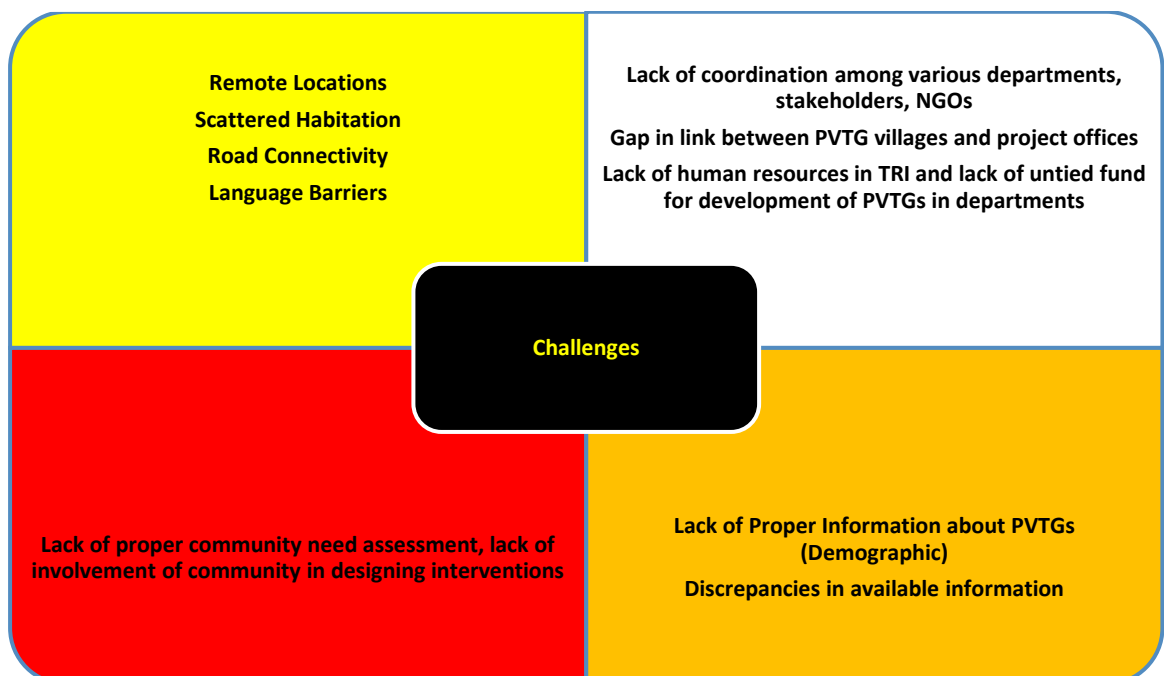 Remote Locations
Scattered Habitation
Road Connectivity
Language Barriers
Lack of coordination among various departments,
stakeholders, NGOs
Gap in link between PVTG villages and project offices
Lack of human resources in TRI and lack of untied fund
for development of PVTGs in departments
Challenges
Lack of proper community need assessment, lack of
involvement of community in designing interventions
Lack of Proper Information about PVTGs
(Demographic)
Discrepancies in available information